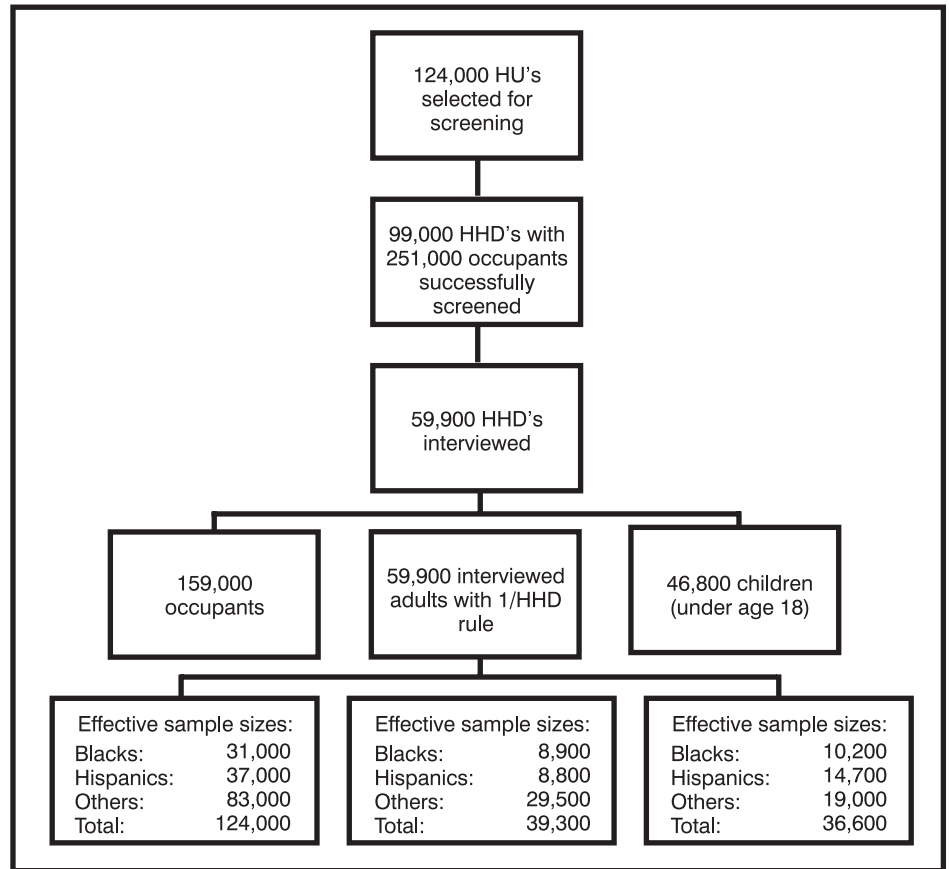 124,000 HU's
selected for
screening
99,000 HHD's with
251,000 occupants
successfully
screened
59,900 HHD's
interviewed
159,000
occupants
59,900 interviewed
adults with 1/HHD
rule
46,800 children
(under age 18)
Effective sample sizes:
Blacks: 31,000
Hispanics: 37,000
Others: 83,000
Total: 124,000
Effective sample sizes:
Blacks: 8,900
Hispanics: 8,800
Others: 29,500
Total: 39,300
Effective sample sizes:
Blacks: 10,200
Hispanics: 14,700
Others: 19,000
Total: 36,600